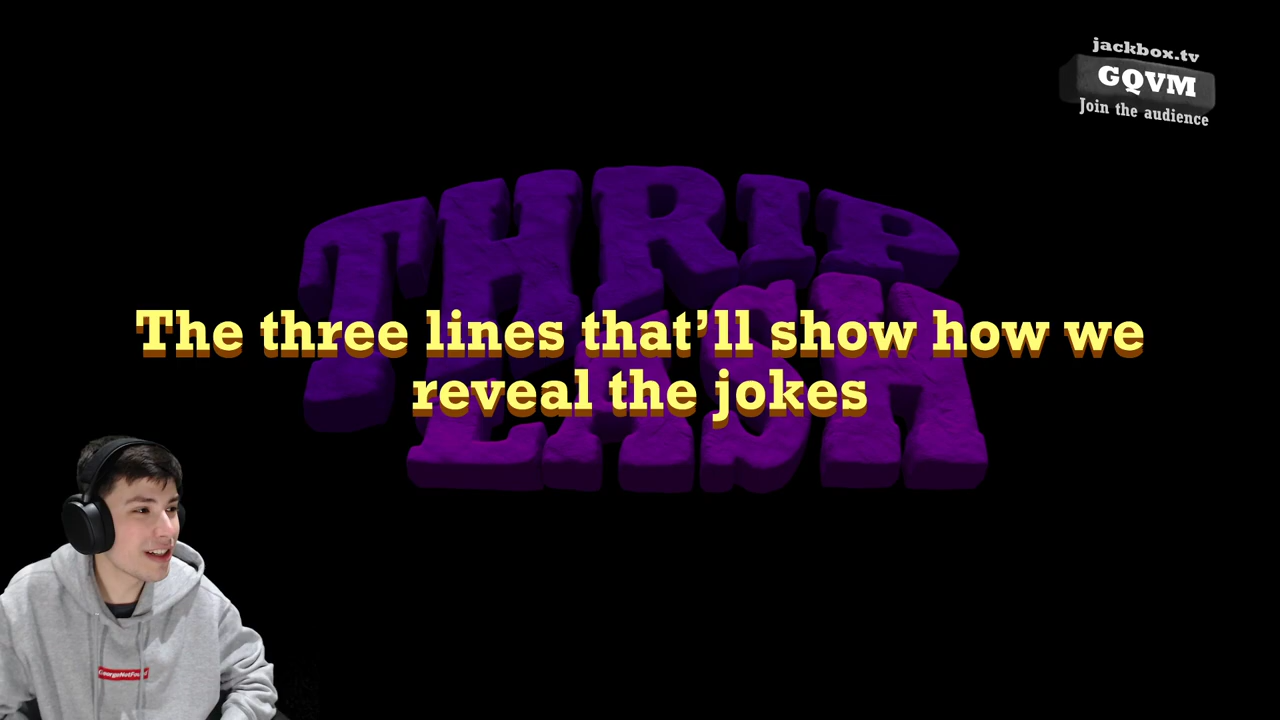 jackbox.tv
GQVM
Join the audience
THRIP
LASH
The three lines that’ll show how we
reveal the jokes
GeorgeNotFound